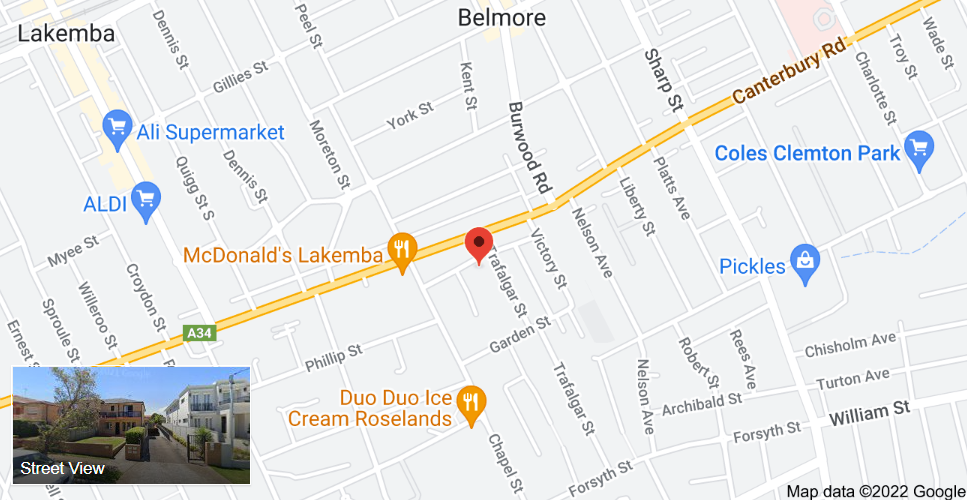 Belmore
Lakemba
Dennis St
Peel St
Wade St
Troy St
Canterbury Rd
Sharp St
Charlotte St
Gillies St
Kent St
York St
Burwood Rd
Ali Supermarket
Moreton St
Coles Clemton Park
Quigg St S
Dennis St
Platts Ave
Liberty St
ALDI
Nelson Ave
Victory St
Myee St
McDonald's Lakemba
Trafalgar St
Pickles
Croydon St
Willeroo St
Sproule St
Ernest St
A34
Garden St
Phillip St
Chisholm Ave
Rees Ave
Robert St
Nelson Ave
Trafalgar St
Turton Ave
Duo Duo Ice
Cream Roselands
Archibald St
William St
Forsyth St
Chapel St
Forsyth St
Street View
Map data ©2022 Google